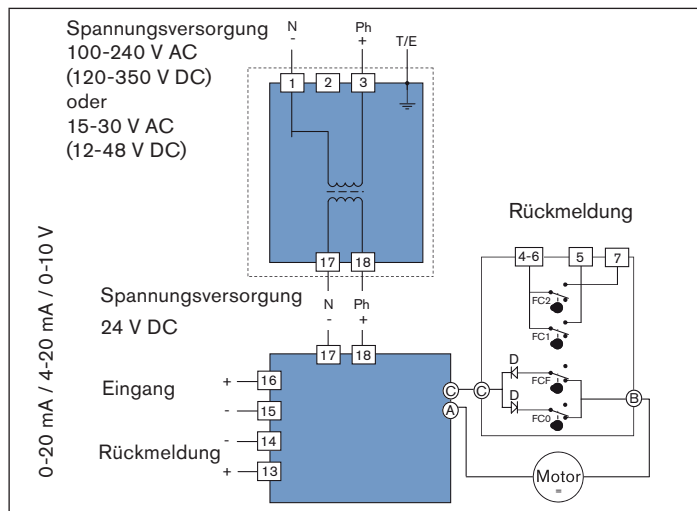 Spannungsversorgung
100-240 V AC
(120-350 V DC)
oder
15-30 V AC
(12-48 V DC)
N
-
Ph
+
T/E
1
2
3
17
18
N
-
Ph
+
Spannungsversorgung
24 V DC
17
18
0-20 mA / 4-20 mA / 0-10 V
Eingang
+
16
-
15
Rückmeldung
-
14
+
13
C
A
Rückmeldung
4-6
5
7
FC2
FC1
C
D
FCF
D
FC0
B
Motor
=